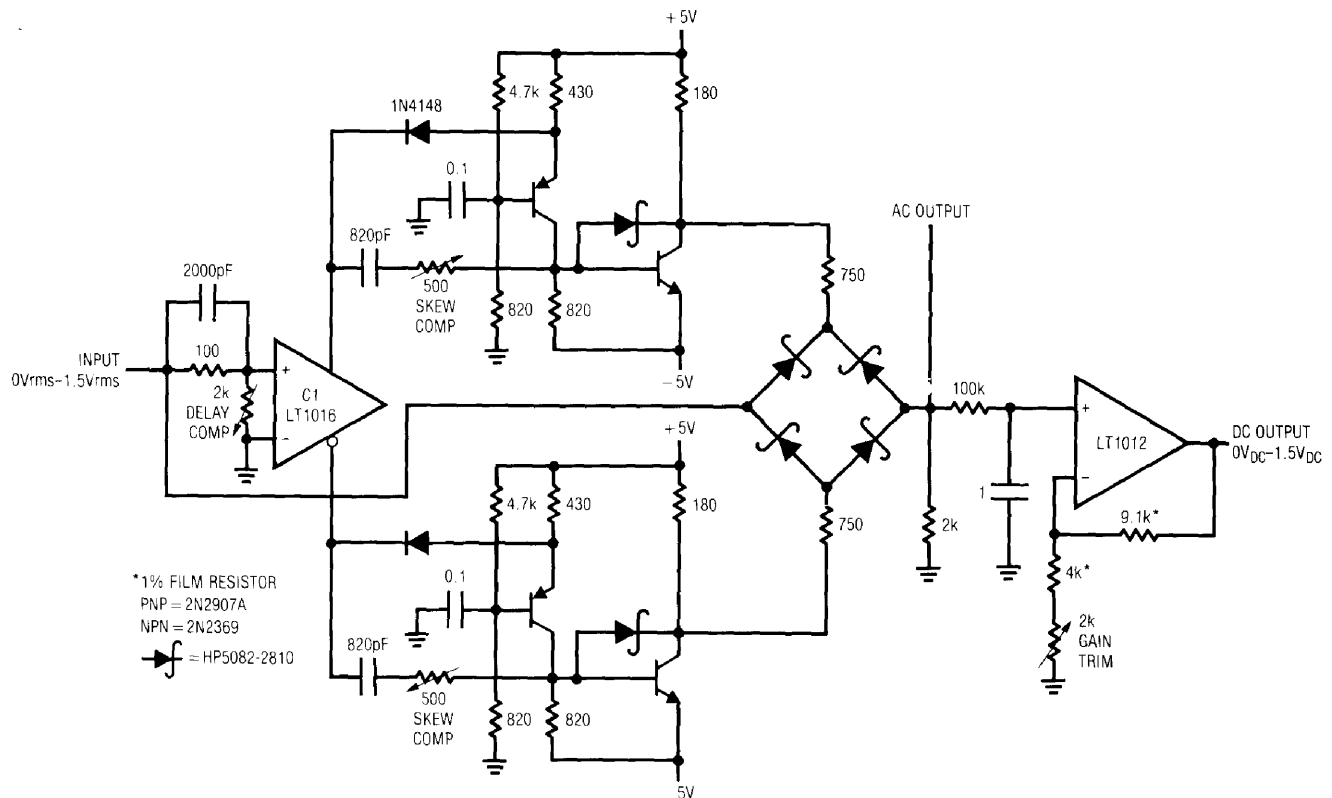 +5V
4.7k
430
180
1N4148
0.1
AC OUTPUT
820pF
500
SKEW
COMP
820
820
750
2000pF
-5V
INPUT
0Vrms-1.5Vrms
100
+
C1
LT1016
-
2k
DELAY
COMP
100k
+
LT1012
-
DC OUTPUT
0VDC-1.5VDC
+5V
4.7k
430
180
750
1
2k
9.1k*
4k*
2k
GAIN
TRIM
*1% FILM RESISTOR
PNP = 2N2907A
NPN = 2N2369
= HP5082-2810
0.1
820pF
500
SKEW
COMP
820
820
5V